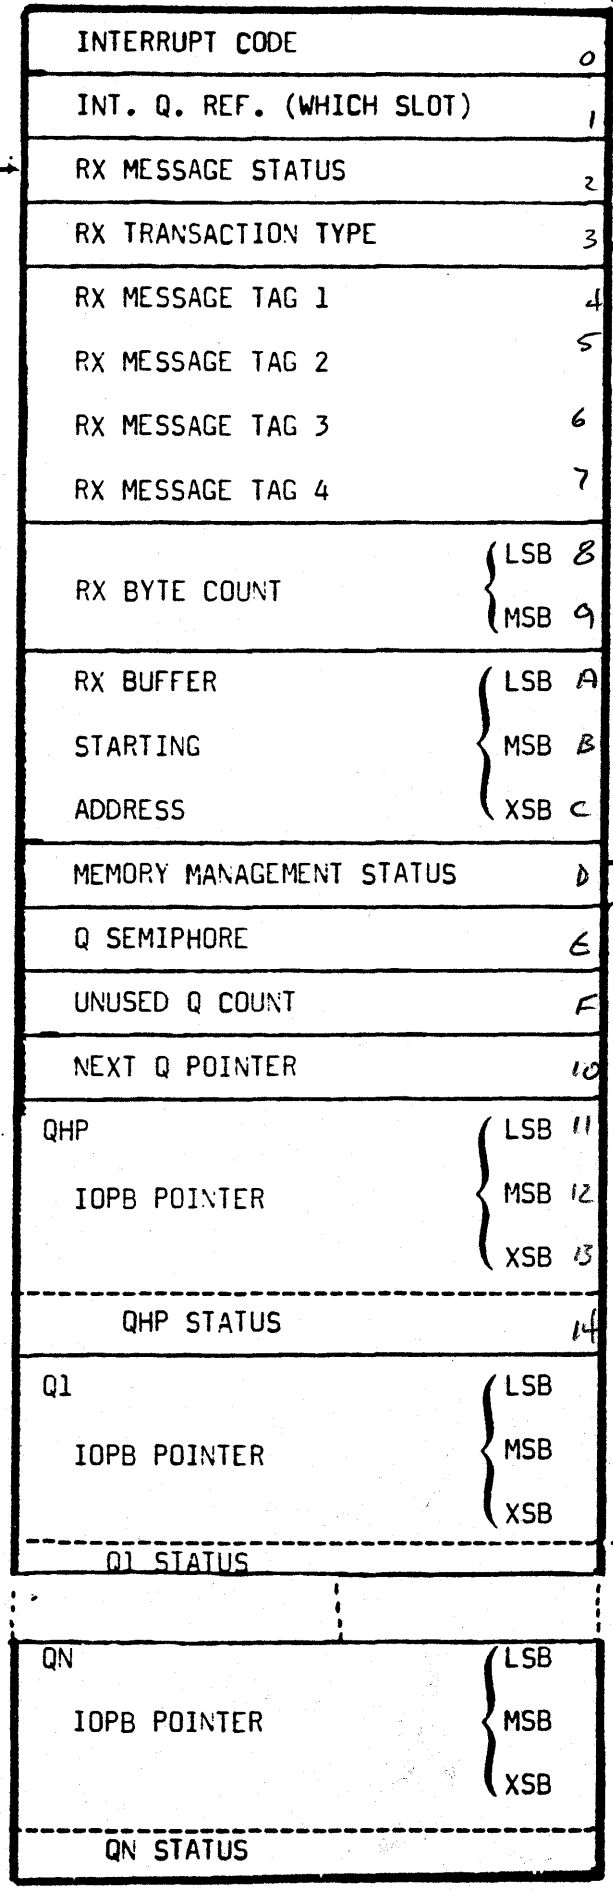 INTERRUPT CODE 0
INT. Q. REF. (WHICH SLOT) 1
RX MESSAGE STATUS 2
RX TRANSACTION TYPE 3
RX MESSAGE TAG 1 4
RX MESSAGE TAG 2 5
RX MESSAGE TAG 3 6
RX MESSAGE TAG 4 7
LSB 8
RX BYTE COUNT
MSB 9
RX BUFFER LSB A
STARTING MSB B
ADDRESS XSB C
MEMORY MANAGEMENT STATUS D
Q SEMIPHORE E
UNUSED Q COUNT F
NEXT Q POINTER 10
QHP LSB 11
IOPB POINTER MSB 12
XSB 13
QHP STATUS 14
Q1 LSB
IOPB POINTER MSB
XSB
Q1 STATUS
QN LSB
IOPB POINTER MSB
XSB
QN STATUS